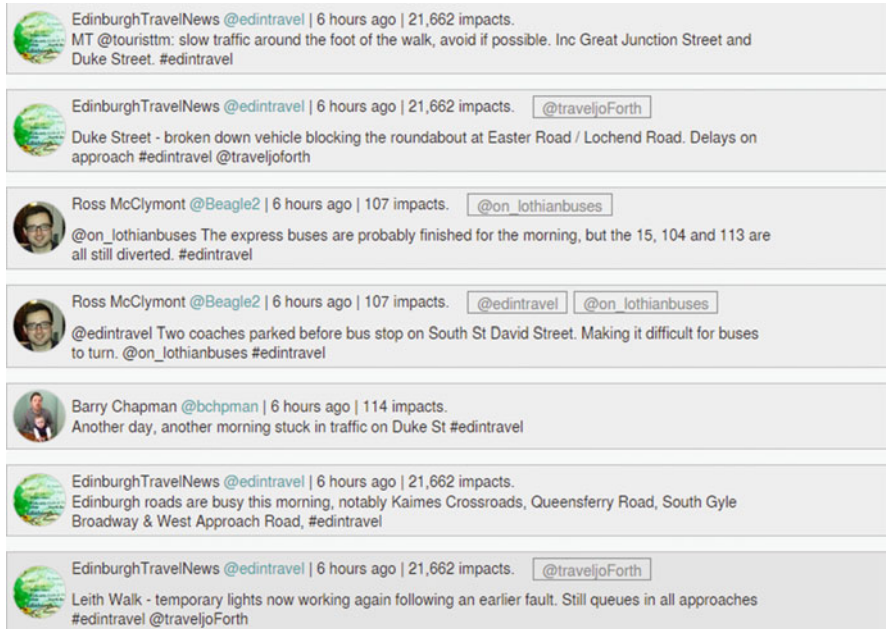 EdinburghTravelNews @edintravel | 6 hours ago | 21,662 impacts.
MT @touristtm: slow traffic around the foot of the walk, avoid if possible. Inc Great Junction Street and
Duke Street. #edintravel
EdinburghTravelNews @edintravel | 6 hours ago | 21,662 impacts. @traveljoForth
Duke Street - broken down vehicle blocking the roundabout at Easter Road / Lochend Road. Delays on
approach #edintravel @traveljoforth
Ross McClymont @Beagle2 | 6 hours ago | 107 impacts. @on_lothianbuses
@on_lothianbuses The express buses are probably finished for the morning, but the 15, 104 and 113 are
all still diverted. #edintravel
Ross McClymont @Beagle2 | 6 hours ago | 107 impacts. @edintravel @on_lothianbuses
@edintravel Two coaches parked before bus stop on South St David Street. Making it difficult for buses
to turn. @on_lothianbuses #edintravel
Barry Chapman @bchpman | 6 hours ago | 114 impacts.
Another day, another morning stuck in traffic on Duke St #edintravel
EdinburghTravelNews @edintravel | 6 hours ago | 21,662 impacts.
Edinburgh roads are busy this morning, notably Kaimes Crossroads, Queensferry Road, South Gyle
Broadway & West Approach Road, #edintravel
EdinburghTravelNews @edintravel | 6 hours ago | 21,662 impacts. @traveljoForth
Leith Walk - temporary lights now working again following an earlier fault. Still queues in all approaches
#edintravel @traveljoForth